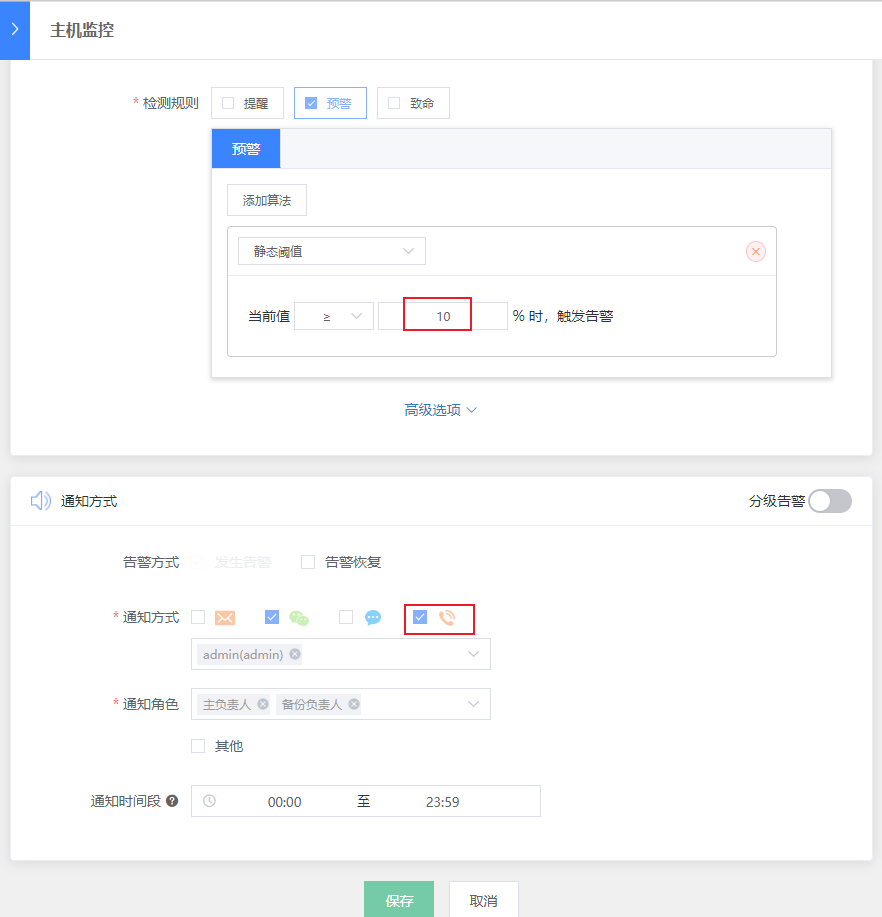 主机监控
* 检测规则 提醒 预警 致命
预警
添加算法
静态阈值
当前值 ≥ 10 % 时，触发告警
高级选项
通知方式 分级告警
告警方式 发生告警 告警恢复
* 通知方式
admin(admin)
* 通知角色 主负责人 备份负责人
其他
通知时间段 00:00 至 23:59
保存 取消